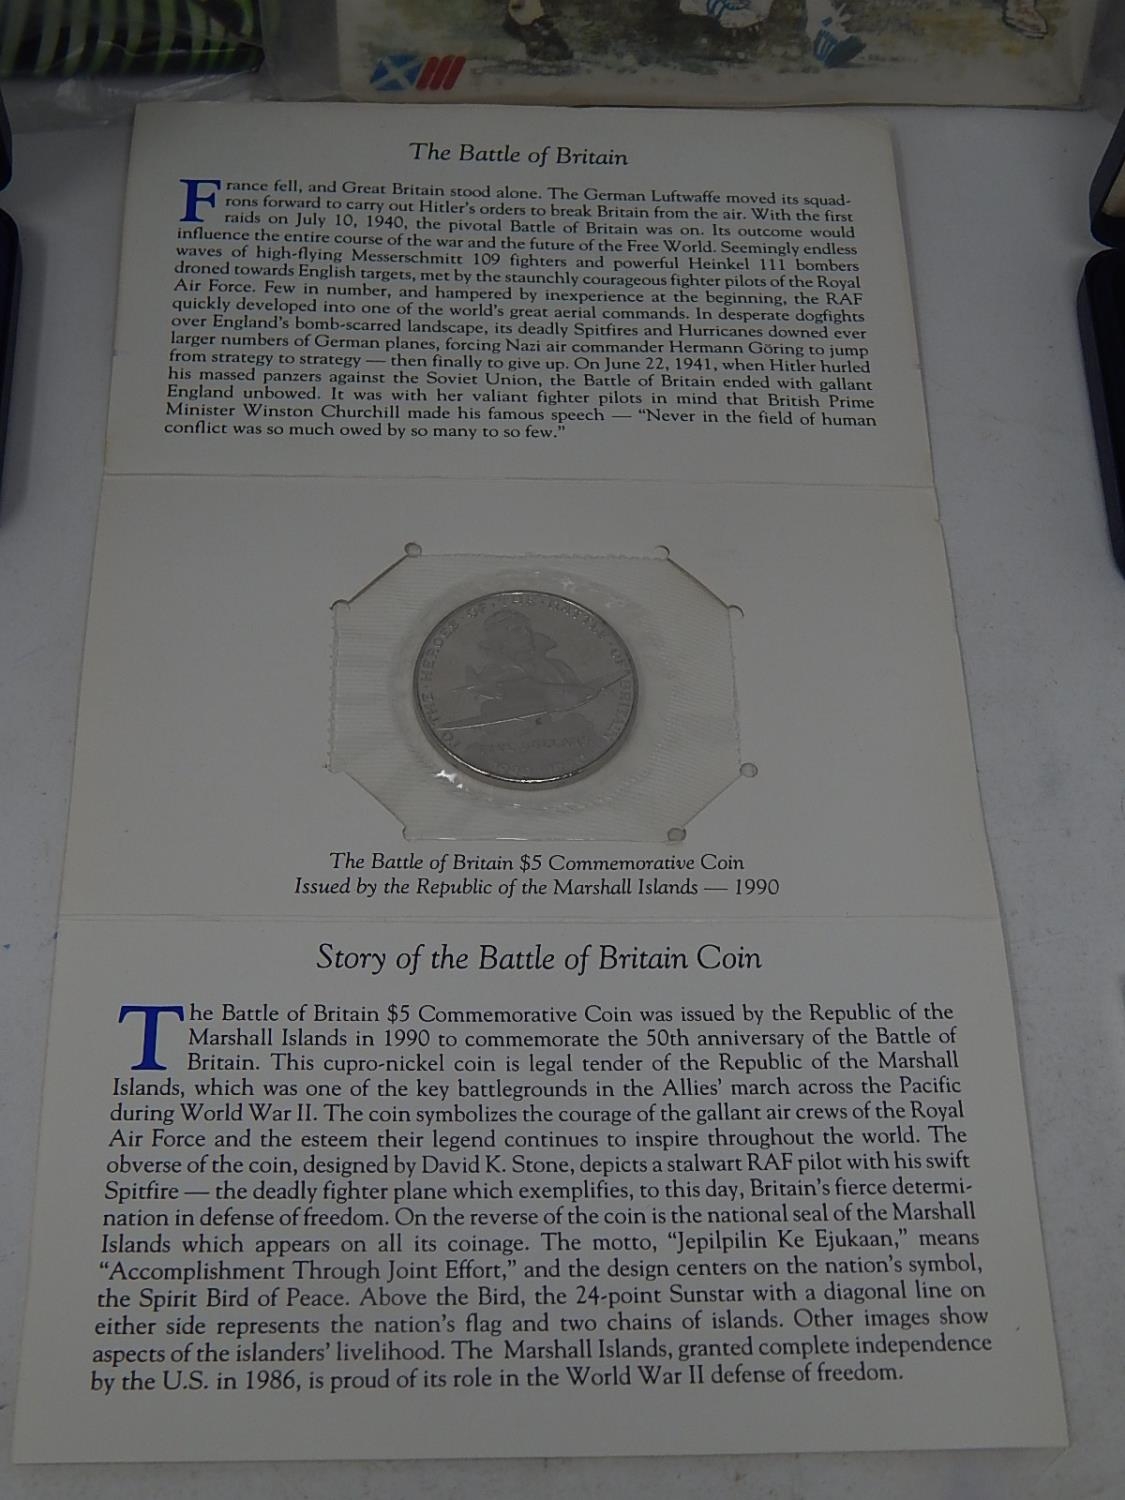 The Battle of Britain
France fell, and Great Britain stood alone. The German Luftwaffe moved its squad-
rons forward to carry out Hitler's orders to break Britain from the air. With the first
raids on July 10, 1940, the pivotal Battle of Britain was on. Its outcome would
influence the entire course of the war and the future of the Free World. Seemingly endless
waves of high-flying Messerschmitt 109 fighters and powerful Heinkel 111 bombers
droned towards English targets, met by the staunchly courageous fighter pilots of the Royal
Air Force. Few in number, and hampered by inexperience at the beginning, the RAF
quickly developed into one of the world's great aerial commands. In desperate dogfights
over England's bomb-scarred landscape, its deadly Spitfires and Hurricanes downed ever
larger numbers of German planes, forcing Nazi air commander Hermann Göring to jump
from strategy to strategy — then finally to give up. On June 22, 1941, when Hitler hurled
his massed panzers against the Soviet Union, the Battle of Britain ended with gallant
England unbowed. It was with her valiant fighter pilots in mind that British Prime
Minister Winston Churchill made his famous speech — "Never in the field of human
conflict was so much owed by so many to so few."
TO THE HEROES OF THE BATTLE OF BRITAIN
FIVE DOLLARS
The Battle of Britain $5 Commemorative Coin
Issued by the Republic of the Marshall Islands — 1990
Story of the Battle of Britain Coin
The Battle of Britain $5 Commemorative Coin was issued by the Republic of the
Marshall Islands in 1990 to commemorate the 50th anniversary of the Battle of
Britain. This cupro-nickel coin is legal tender of the Republic of the Marshall
Islands, which was one of the key battlegrounds in the Allies' march across the Pacific
during World War II. The coin symbolizes the courage of the gallant air crews of the Royal
Air Force and the esteem their legend continues to inspire throughout the world. The
obverse of the coin, designed by David K. Stone, depicts a stalwart RAF pilot with his swift
Spitfire — the deadly fighter plane which exemplifies, to this day, Britain's fierce determi-
nation in defense of freedom. On the reverse of the coin is the national seal of the Marshall
Islands which appears on all its coinage. The motto, "Jepilpilin Ke Ejukaan," means
"Accomplishment Through Joint Effort," and the design centers on the nation's symbol,
the Spirit Bird of Peace. Above the Bird, the 24-point Sunstar with a diagonal line on
either side represents the nation's flag and two chains of islands. Other images show
aspects of the islanders' livelihood. The Marshall Islands, granted complete independence
by the U.S. in 1986, is proud of its role in the World War II defense of freedom.